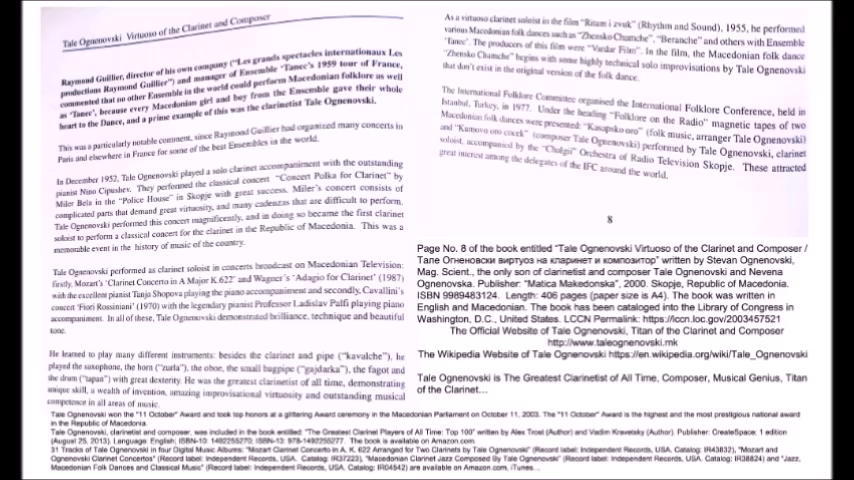 Tale Ognenovski Virtuoso of the Clarinet and Composer
Raymond Guillier, director of his own company ("Les grands spectacles internationaux Les
productions Raymond Guillier") and manager of Ensemble 'Tanec's 1959 tour of France,
commented that no other Ensemble in the world could perform Macedonian folklore as well
as 'Tanec', because every Macedonian girl and boy from the Ensemble gave their whole
heart to the Dance, and a prime example of this was the clarinetist Tale Ognenovski.
This was a particularly notable comment, since Raymond Guillier had organized many concerts in
Paris and elsewhere in France for some of the best Ensembles in the world.
In December 1952, Tale Ognenovski played a solo clarinet accompaniment with the outstanding
pianist Nino Cipushev. They performed the classical concert "Concert Polka for Clarinet" by
Miler Bela in the "Police House" in Skopje with great success. Miler's concert consists of
complicated parts that demand great virtuosity, and many cadenzas that are difficult to perform.
Tale Ognenovski performed this concert magnificently, and in doing so became the first clarinet
soloist to perform a classical concert for the clarinet in the Republic of Macedonia. This was a
memorable event in the history of music of the country.
Tale Ognenovski performed as clarinet soloist in concerts broadcast on Macedonian Television:
firstly, Mozart's 'Clarinet Concerto in A Major K.622' and Wagner's 'Adagio for Clarinet' (1987)
with the excellent pianist Tanja Shopova playing the piano accompaniment and secondly, Cavallini's
concert 'Fiori Rossiniani' (1970) with the legendary pianist Professor Ladislav Palfi playing piano
accompaniment. In all of these, Tale Ognenovski demonstrated brilliance, technique and beautiful
tone.
He learned to play many different instruments: besides the clarinet and pipe ("kavalche"), he
played the saxophone, the horn ("zurla"), the oboe, the small bagpipe ("gajdarka"), the fagot and
the drum ("tapan") with great dexterity. He was the greatest clarinetist of all time, demonstrating
unique skill, a wealth of invention, amazing improvisational virtuosity and outstanding musical
competence in all areas of music.
As a virtuoso clarinet soloist in the film "Ritam i zvuk" (Rhythm and Sound), 1955, he performed
various Macedonian folk dances such as "Zhensko Chamche", "Beranche" and others with Ensemble
'Tanec'. The producers of this film were "Vardar Film". In the film, the Macedonian folk dance
"Zhensko Chamche" begins with some highly technical solo improvisations by Tale Ognenovski
that don't exist in the original version of the folk dance.
The International Folklore Committee organised the International Folklore Conference, held in
Istanbul, Turkey, in 1977. Under the heading "Folklore on the Radio" magnetic tapes of two
Macedonian folk dances were presented: "Kasapsko oro" (folk music, arranger Tale Ognenovski)
and "Kumovo oro cocek" (composer Tale Ognenovski) performed by Tale Ognenovski, clarinet
soloist, accompanied by the "Chalgii" Orchestra of Radio Television Skopje. These attracted
great interest among the delegates of the IFC around the world.
8
Page No. 8 of the book entitled "Tale Ognenovski Virtuoso of the Clarinet and Composer /
Тале Огненовски виртуоз на кларинет и композитор" written by Stevan Ognenovski,
Mag. Scient., the only son of clarinetist and composer Tale Ognenovski and Nevena
Ognenovska. Publisher: "Matica Makedonska", 2000. Skopje, Republic of Macedonia.
ISBN 9989483124. Length: 406 pages (paper size is A4). The book was written in
English and Macedonian. The book has been cataloged into the Library of Congress in
Washington, D.C., United States. LCCN Permalink: https://lccn.loc.gov/2003457521
The Official Website of Tale Ognenovski, Titan of the Clarinet and Composer
http://www.taleognenovski.mk
The Wikipedia Website of Tale Ognenovski https://en.wikipedia.org/wiki/Tale_Ognenovski
Tale Ognenovski is The Greatest Clarinetist of All Time, Composer, Musical Genius, Titan
of the Clarinet...
Tale Ognenovski won the "11 October" Award and took top honors at a glittering Award ceremony in the Macedonian Parliament on October 11, 2003. The "11 October" Award is the highest and the most prestigious national award
in the Republic of Macedonia.
Tale Ognenovski, clarinetist and composer, was included in the book entitled: "The Greatest Clarinet Players of All Time: Top 100" written by Alex Trost (Author) and Vadim Kravetsky (Author). Publisher: CreateSpace; 1 edition
(August 25, 2013). Language: English; ISBN-10: 1492255270; ISBN-13: 978-1492255277. The book is available on Amazon.com.
31 Tracks of Tale Ognenovski in four Digital Music Albums: "Mozart Clarinet Concerto in A, K. 622 Arranged for Two Clarinets by Tale Ognenovski" (Record label: Independent Records, USA. Catalog: IR43832), "Mozart and
Ognenovski Clarinet Concertos" (Record label: Independent Records, USA. Catalog: IR37223), "Macedonian Clarinet Jazz Composed By Tale Ognenovski" (Record label: Independent Records, USA. Catalog: IR38824) and "Jazz,
Macedonian Folk Dances and Classical Music" (Record label: Independent Records, USA. Catalog: IR04542) are available on Amazon.com, iTunes...